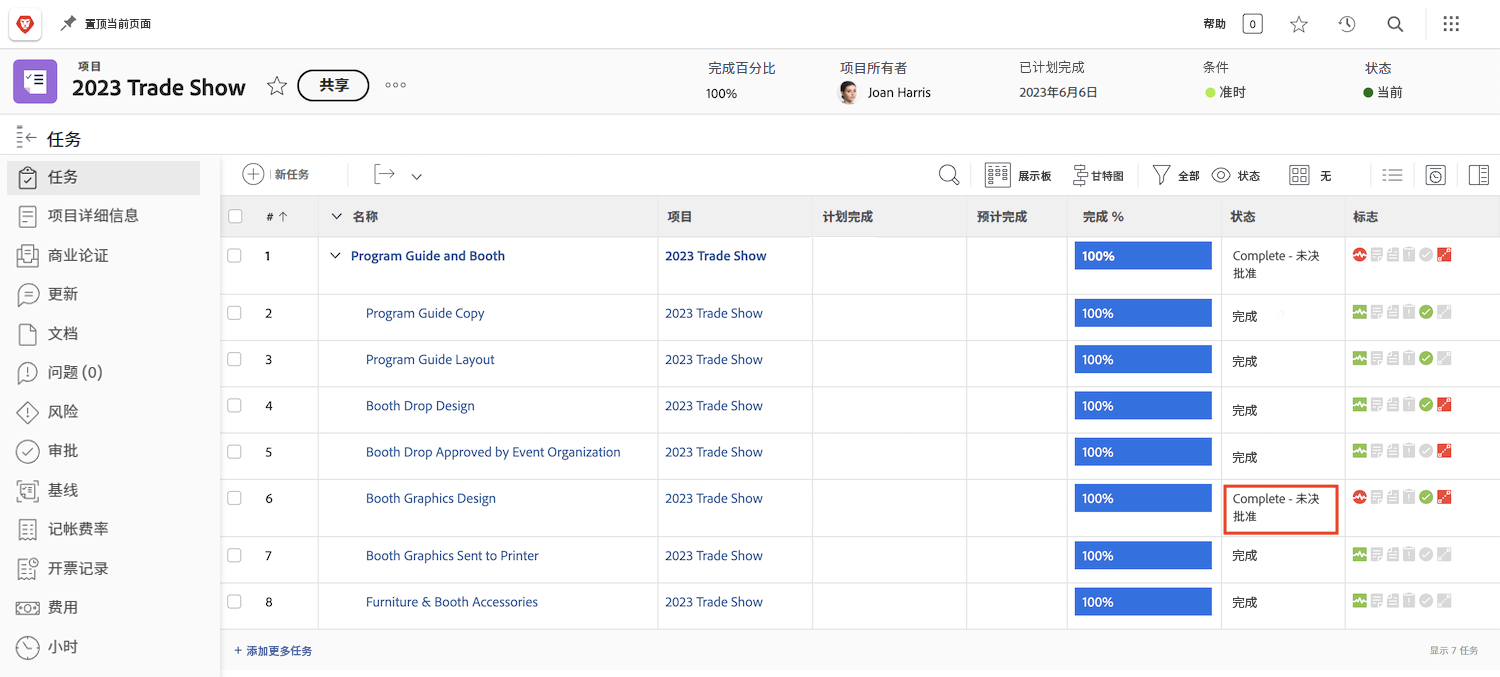 置顶当前页面
帮助
0
项目
2023 Trade Show
共享
完成百分比
100%
项目所有者
Joan Harris
已计划完成
2023年6月6日
条件
准时
状态
当前
任务
任务
项目详细信息
商业论证
更新
文档
问题 (0)
风险
审批
基线
记帐费率
开票记录
费用
小时
新任务
展示板
甘特图
全部
状态
无
# ↑ 名称 项目 计划完成 预计完成 完成 % 状态 标志
1 Program Guide and Booth 2023 Trade Show 100% Complete - 未决
批准
2 Program Guide Copy 2023 Trade Show 100% 完成
3 Program Guide Layout 2023 Trade Show 100% 完成
4 Booth Drop Design 2023 Trade Show 100% 完成
5 Booth Drop Approved by Event Organization 2023 Trade Show 100% 完成
6 Booth Graphics Design 2023 Trade Show 100% Complete - 未决
批准
7 Booth Graphics Sent to Printer 2023 Trade Show 100% 完成
8 Furniture & Booth Accessories 2023 Trade Show 100% 完成
+ 添加更多任务
显示 7 任务